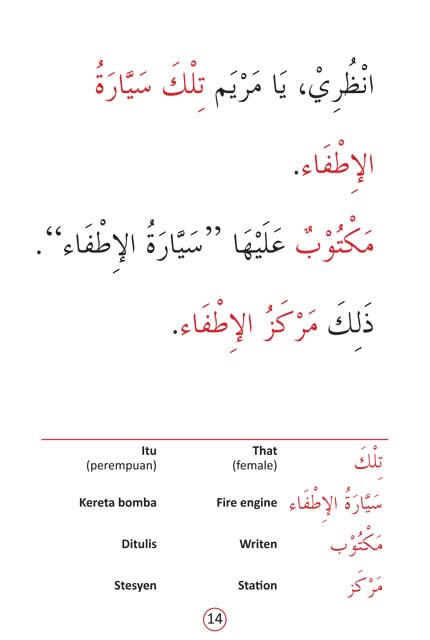 انْظُرِيْ، يَا مَرْيَم تِلْكَ سَيَّارَةُ
الإِطْفَاء.
مَكْتُوْبٌ عَلَيْهَا ”سَيَّارَةُ الإِطْفَاء“.
ذَلِكَ مَرْكَزُ الإِطْفَاء.
Itu That تِلْكَ
(perempuan) (female)
Kereta bomba Fire engine سَيَّارَةُ الإِطْفَاء
Ditulis Writen مَكْتُوْب
Stesyen Station مَرْكَز
14